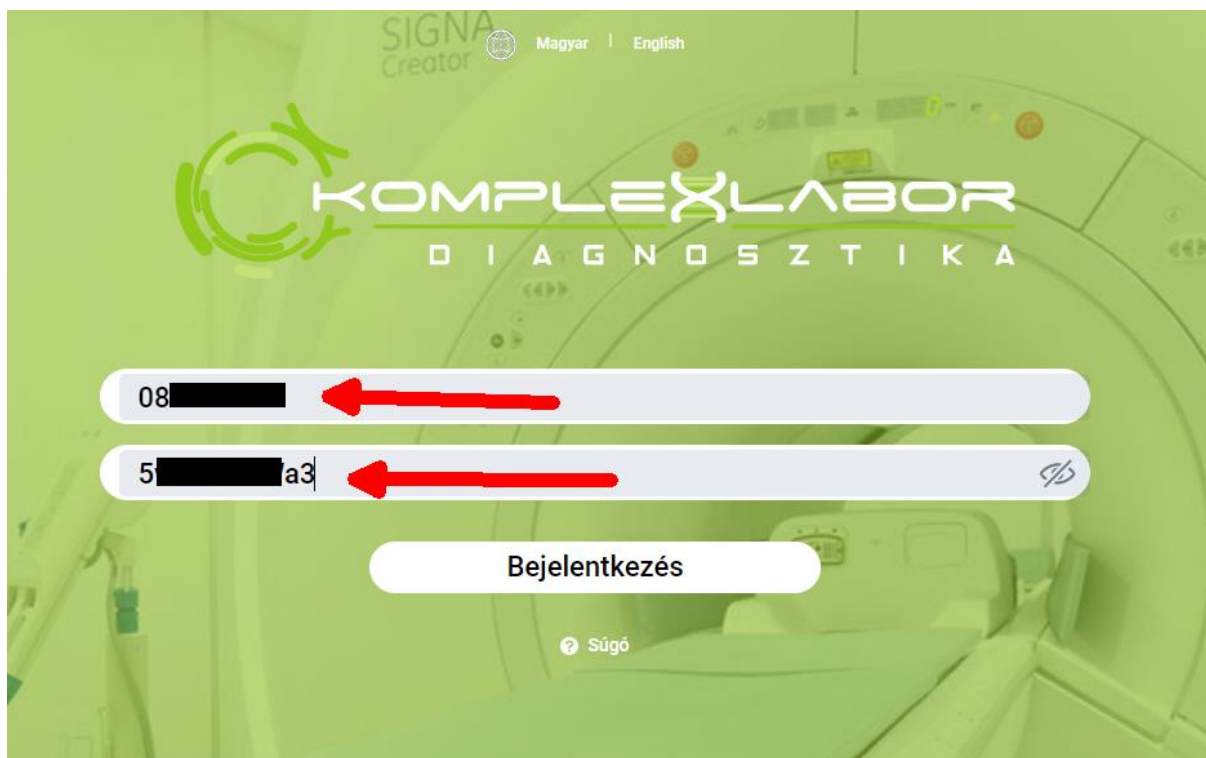 SIGNA
Creator
Magyar | English
KOMPLEXLABOR
DIAGNOSZTIKA
08
5 a3
Bejelentkezés
Súgó